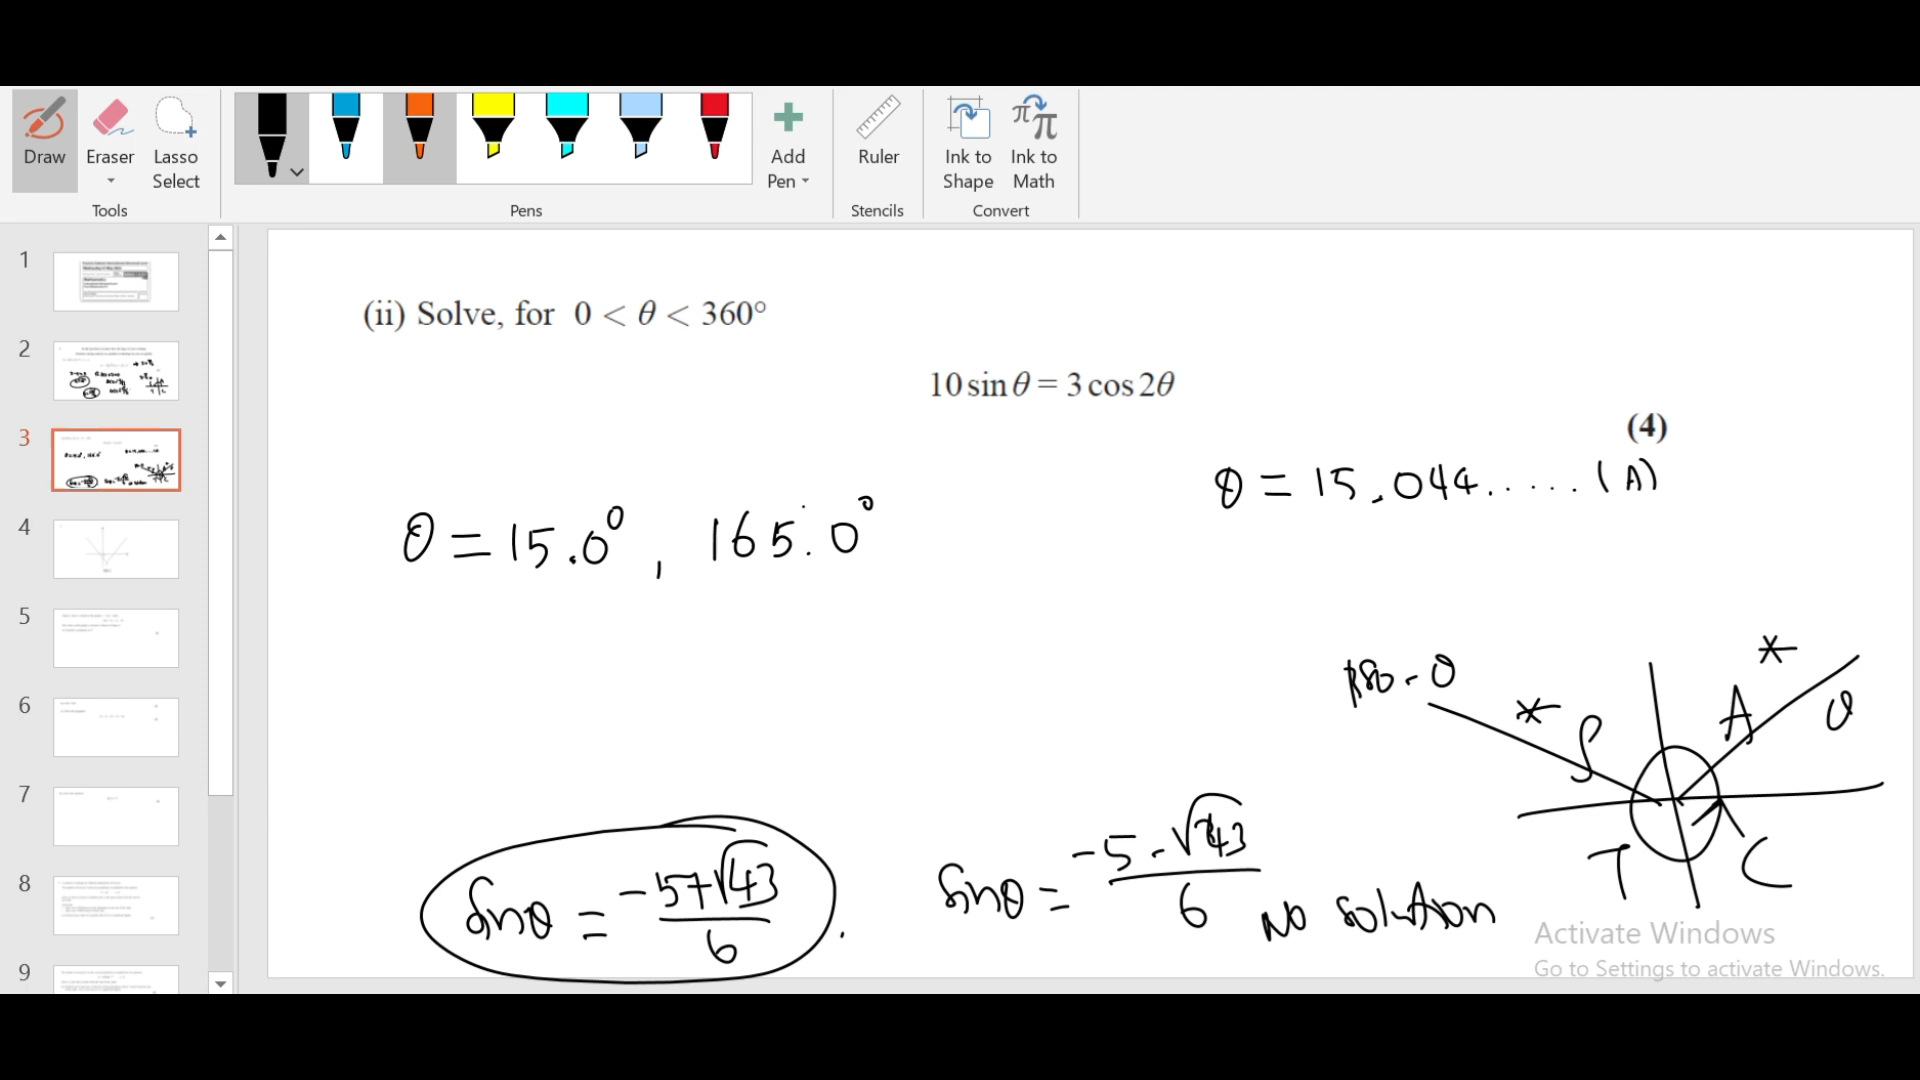 Draw
Eraser
Lasso
Select
Add
Pen
Ruler
Ink to
Shape
Ink to
Math
Tools
Pens
Stencils
Convert
1
2
3
4
5
6
7
8
9
(ii) Solve, for 0 < θ < 360°
10 sin θ = 3 cos 2θ
(4)
θ = 15.044..... (A)
θ = 15.0°, 165.0°
180 - θ
S
A
θ
T
C
sinθ = -5+√43 / 6
sinθ = -5-√43 / 6 No solution
Activate Windows
Go to Settings to activate Windows.